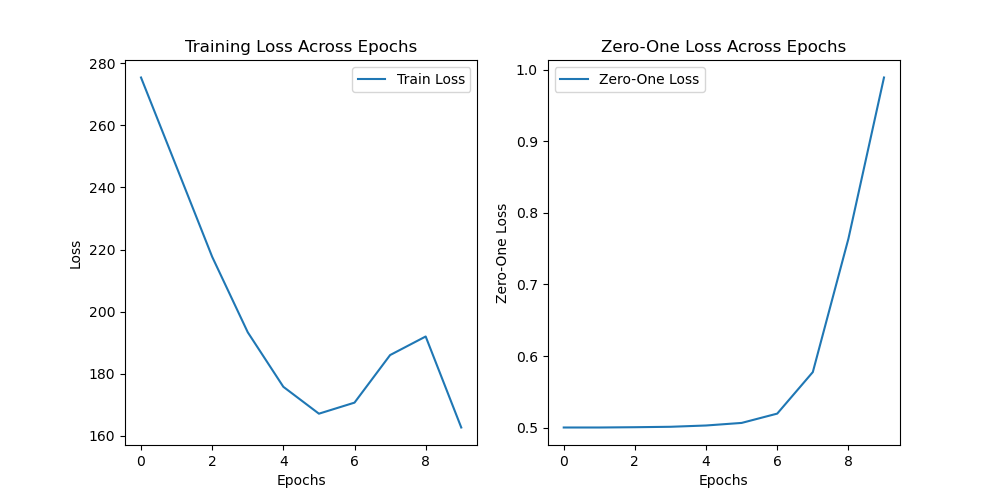 Training Loss Across Epochs
280
260
240
220
200
180
160
0 2 4 6 8
Epochs
Loss
Train Loss
Zero-One Loss Across Epochs
1.0
0.9
0.8
0.7
0.6
0.5
0 2 4 6 8
Epochs
Zero-One Loss
Zero-One Loss